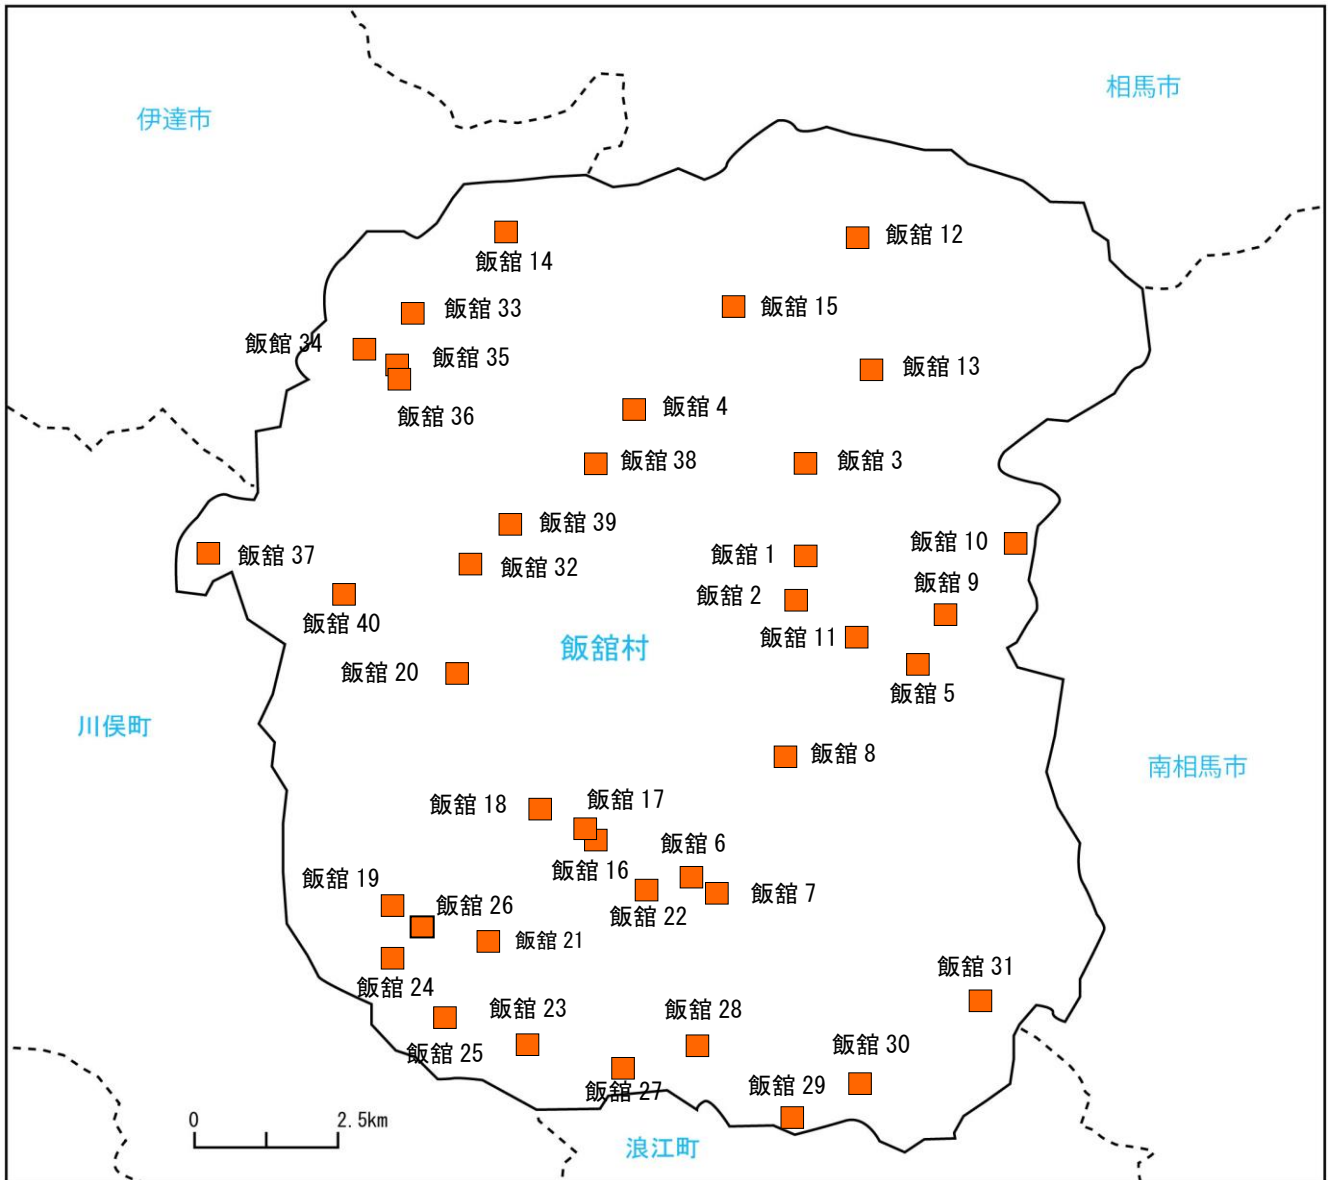 相馬市
伊達市
飯舘 12
飯舘 14
飯舘 33
飯舘 15
飯館 34
飯舘 35
飯舘 13
飯舘 36
飯舘 4
飯舘 38
飯舘 3
飯舘 39
飯舘 10
飯舘 37
飯舘 1
飯舘 32
飯舘 9
飯舘 2
飯舘 40
飯舘 11
飯舘村
飯舘 20
飯舘 5
川俣町
飯舘 8
南相馬市
飯舘 17
飯舘 18
飯舘 6
飯舘 16
飯舘 19
飯舘 7
飯舘 26
飯舘 22
飯舘 21
飯舘 31
飯舘 24
飯舘 23
飯舘 28
飯舘 30
飯舘 25
飯舘 29
飯舘 27
0
2.5km
浪江町